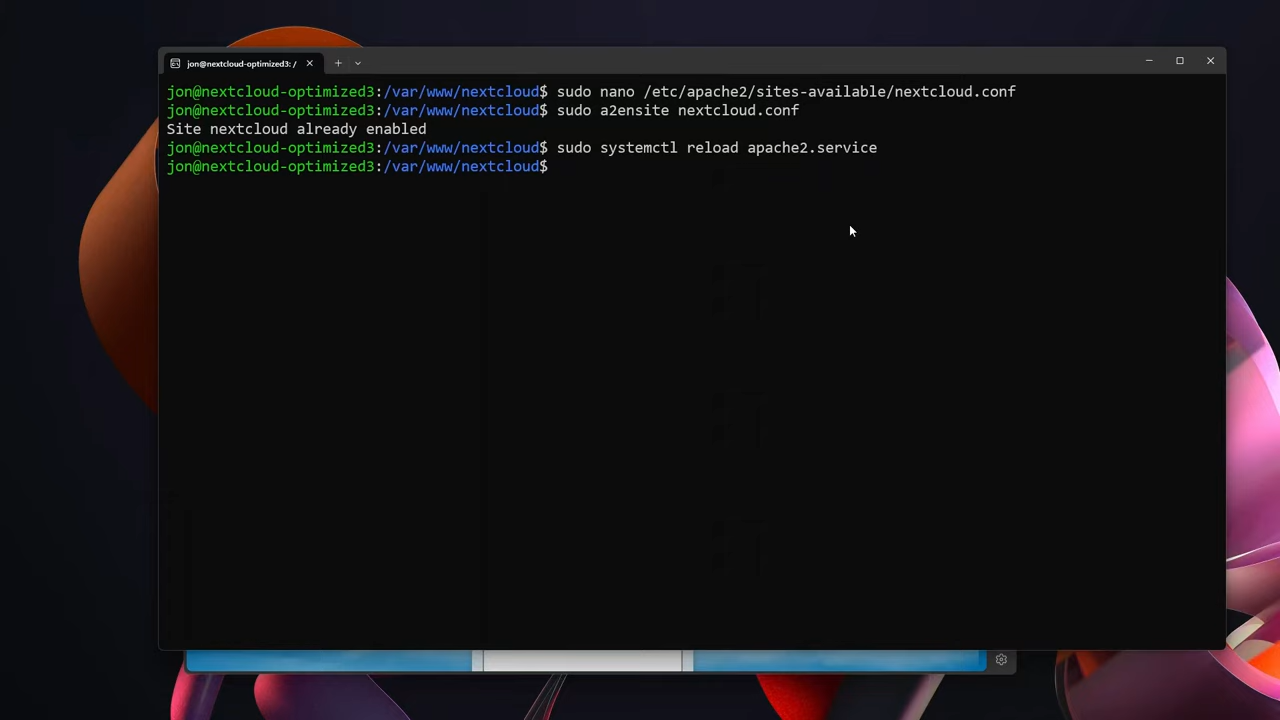 jon@nextcloud-optimized3: /
jon@nextcloud-optimized3:/var/www/nextcloud$ sudo nano /etc/apache2/sites-available/nextcloud.conf
jon@nextcloud-optimized3:/var/www/nextcloud$ sudo a2ensite nextcloud.conf
Site nextcloud already enabled
jon@nextcloud-optimized3:/var/www/nextcloud$ sudo systemctl reload apache2.service
jon@nextcloud-optimized3:/var/www/nextcloud$